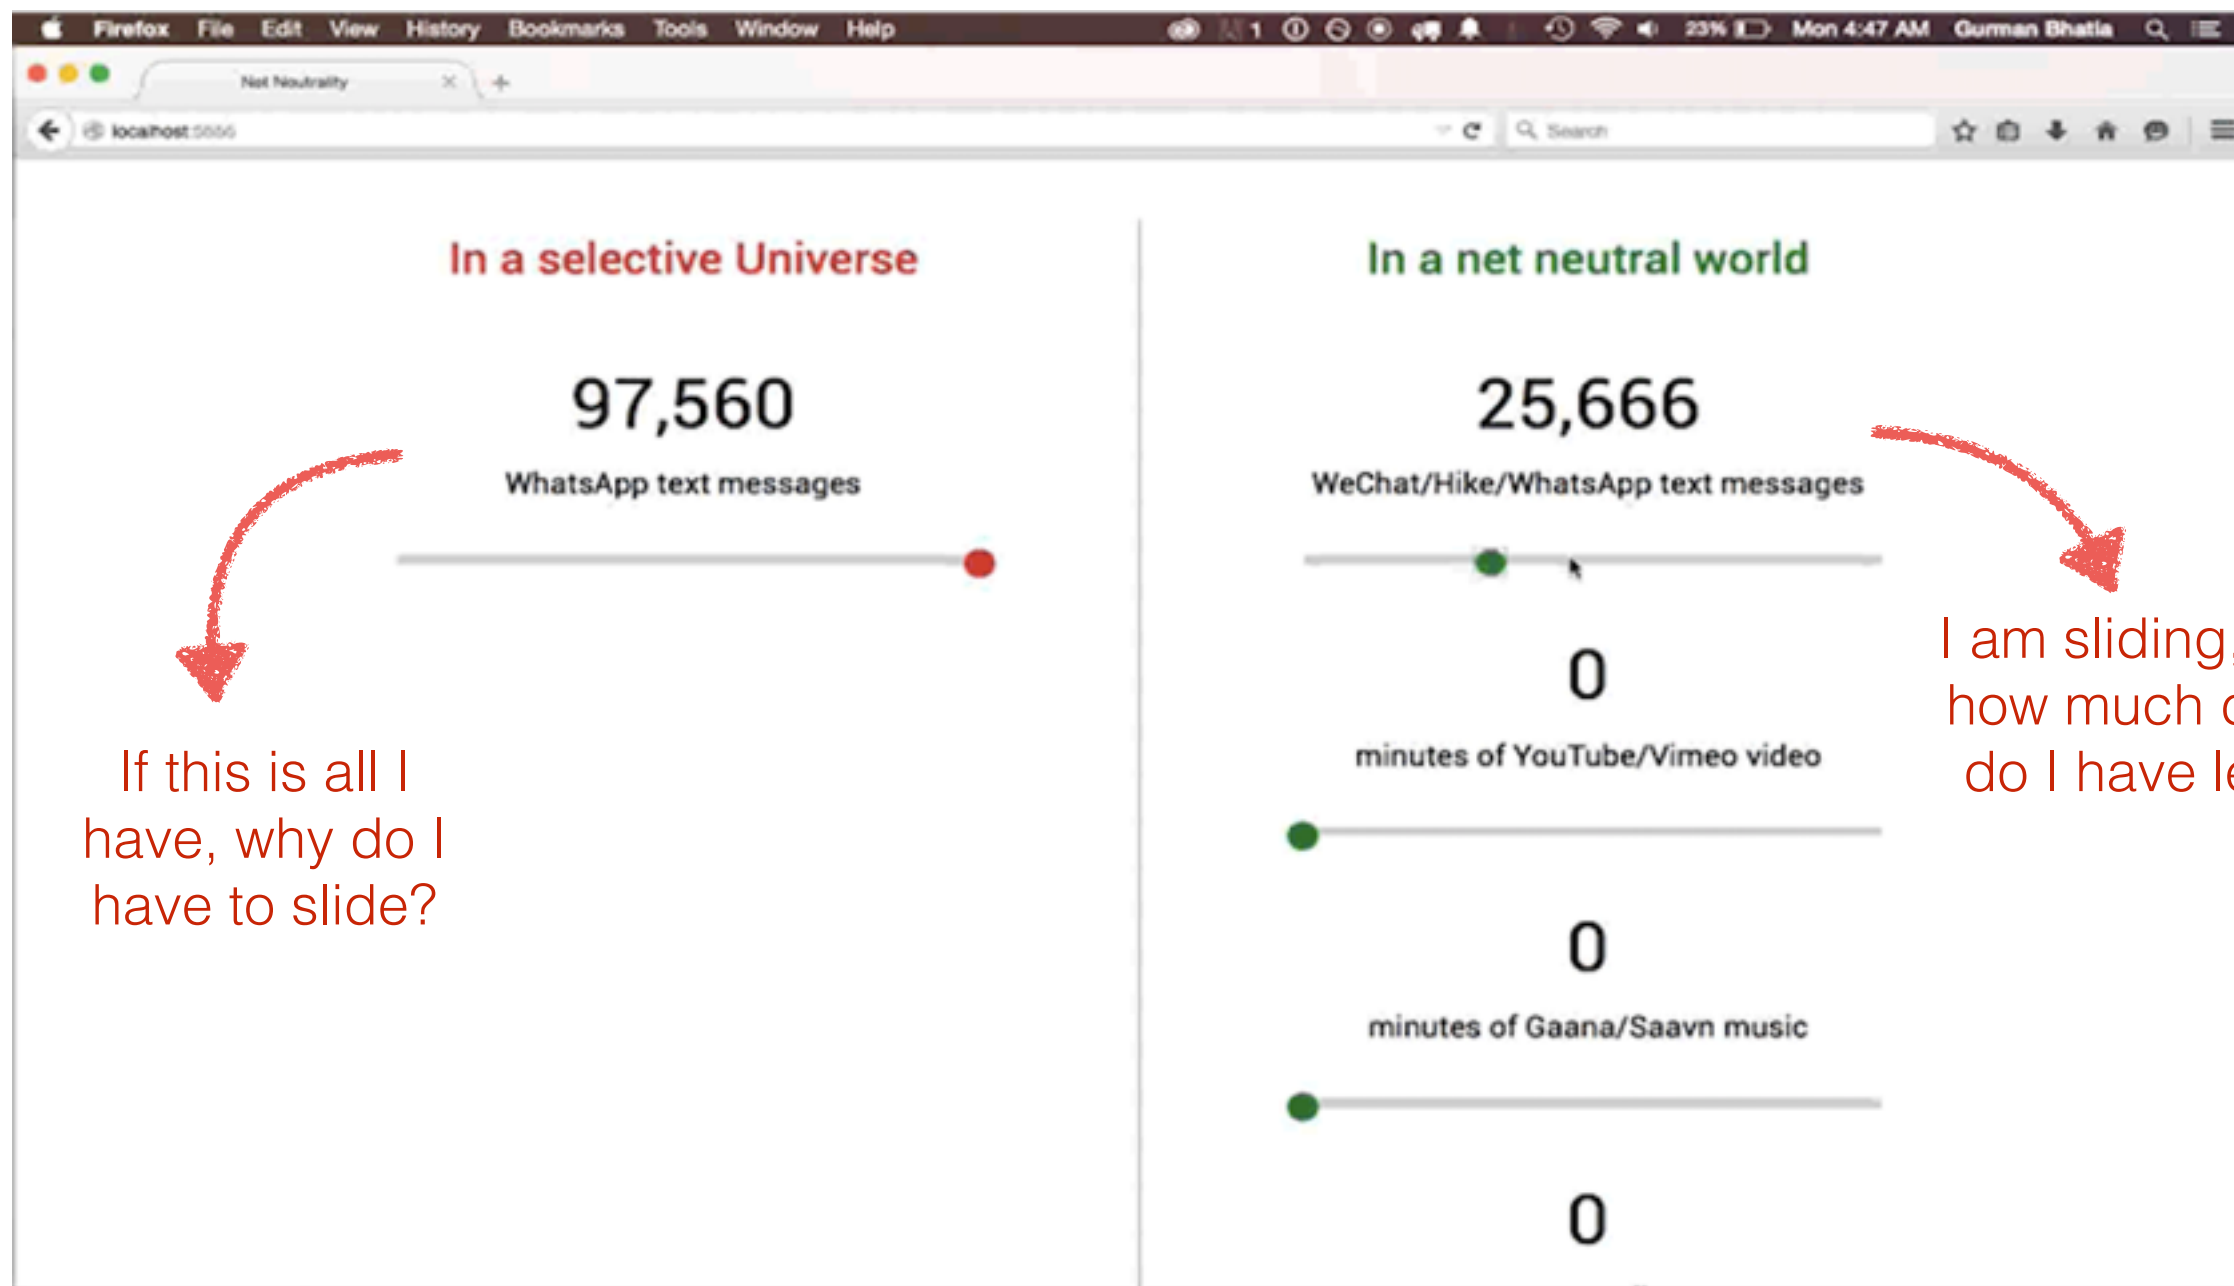 Firefox File Edit View History Bookmarks Tools Window Help 1 23% Mon 4:47 AM Gurman Bhatia
Net Neutrality
localhost
Search
In a selective Universe
97,560
WhatsApp text messages
If this is all I
have, why do I
have to slide?
In a net neutral world
25,666
WeChat/Hike/WhatsApp text messages
0
minutes of YouTube/Vimeo video
0
minutes of Gaana/Saavn music
0
I am sliding,
how much
do I have